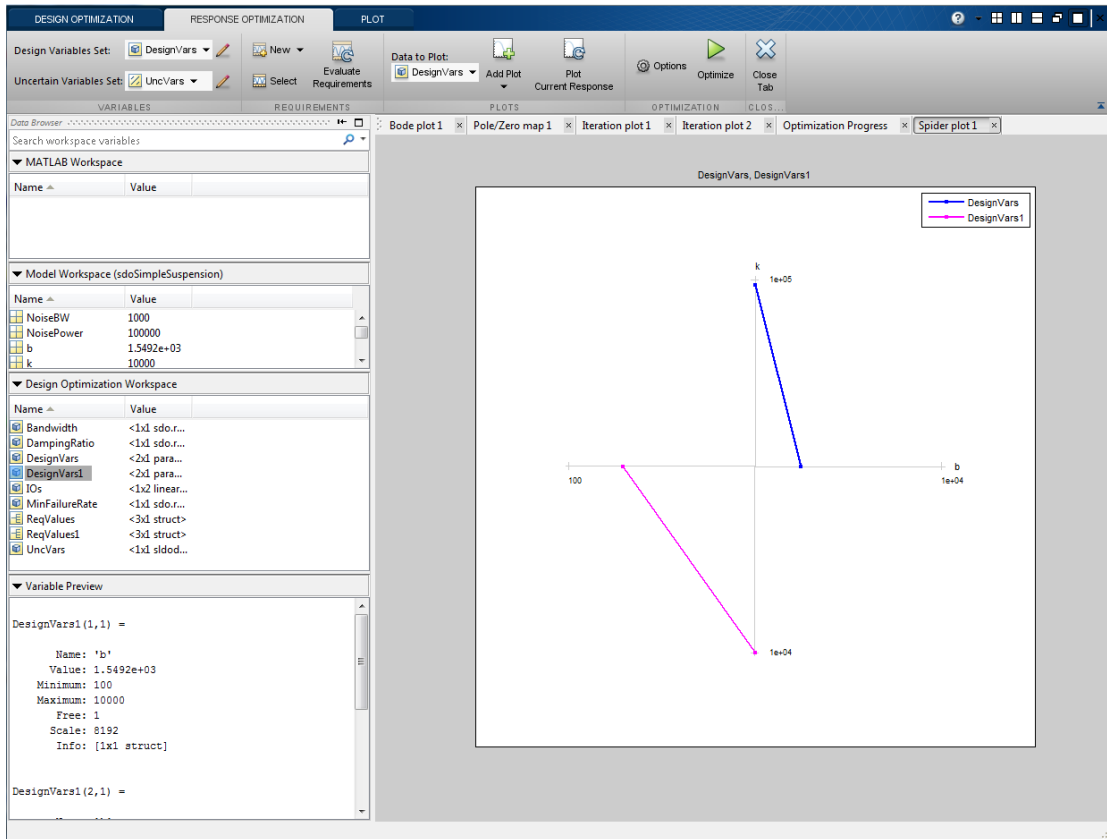 DESIGN OPTIMIZATION RESPONSE OPTIMIZATION PLOT
Design Variables Set: DesignVars
Uncertain Variables Set: UncVars
VARIABLES
New
Select
Evaluate
Requirements
REQUIREMENTS
Data to Plot:
DesignVars
Add Plot
Plot
Current Response
PLOTS
Options
Optimize
OPTIMIZATION
Close
Tab
CLOS...
Data Browser
Search workspace variables
MATLAB Workspace
Name Value
Model Workspace (sdoSimpleSuspension)
Name Value
NoiseBW 1000
NoisePower 100000
b 1.5492e+03
k 10000
Design Optimization Workspace
Name Value
Bandwidth <1x1 sdo.r...
DampingRatio <1x1 sdo.r...
DesignVars <2x1 para...
DesignVars1 <2x1 para...
IOs <1x2 linear...
MinFailureRate <1x1 sdo.r...
ReqValues <3x1 struct>
ReqValues1 <3x1 struct>
UncVars <1x1 sldod...
Variable Preview
DesignVars1(1,1) =
Name: 'b'
Value: 1.5492e+03
Minimum: 100
Maximum: 10000
Free: 1
Scale: 8192
Info: [1x1 struct]
DesignVars1(2,1) =
Bode plot 1 × Pole/Zero map 1 × Iteration plot 1 × Iteration plot 2 × Optimization Progress × Spider plot 1 ×
DesignVars, DesignVars1
DesignVars
DesignVars1
k
1e+05
b
100
1e+04
1e+04